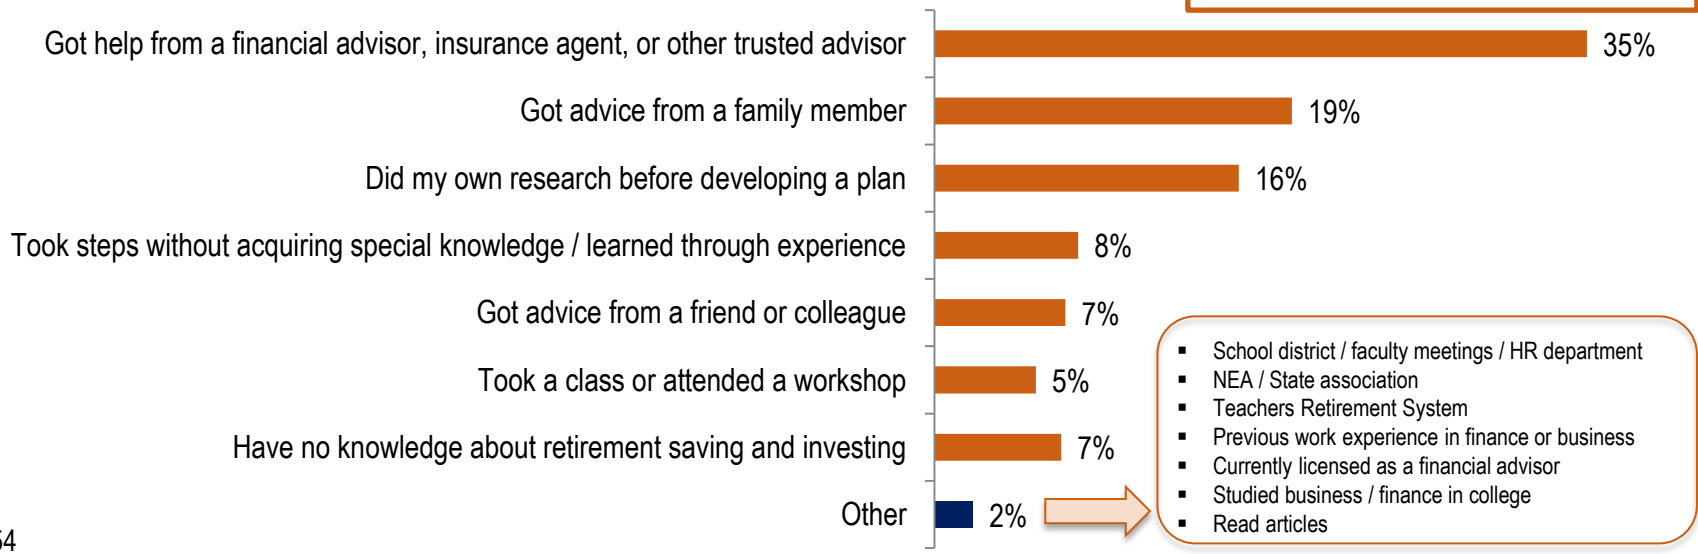 Got help from a financial advisor, insurance agent, or other trusted advisor 35%
Got advice from a family member 19%
Did my own research before developing a plan 16%
Took steps without acquiring special knowledge / learned through experience 8%
Got advice from a friend or colleague 7%
Took a class or attended a workshop 5%
Have no knowledge about retirement saving and investing 7%
Other 2%
▪ School district / faculty meetings / HR department
▪ NEA / State association
▪ Teachers Retirement System
▪ Previous work experience in finance or business
▪ Currently licensed as a financial advisor
▪ Studied business / finance in college
▪ Read articles